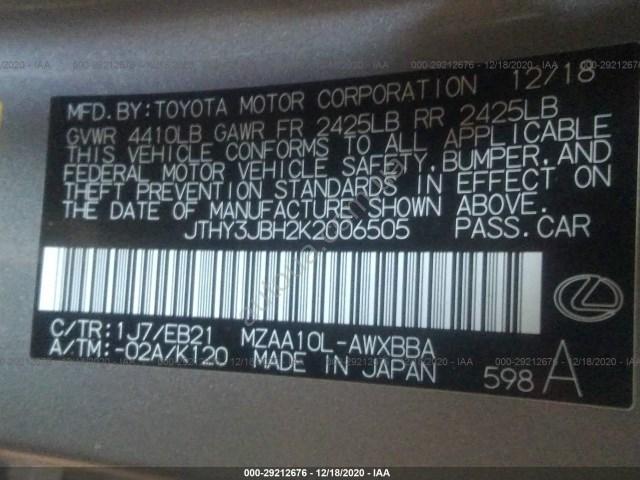 000-29212676 - 12/18/2020 - IAA
MFD.BY:TOYOTA MOTOR CORPORATION 12/18
GVWR 4410LB GAWR FR 2425LB RR 2425LB
THIS VEHICLE CONFORMS TO ALL APPLICABLE
FEDERAL MOTOR VEHICLE SAFETY,BUMPER,AND
THEFT PREVENTION STANDARDS IN EFFECT ON
THE DATE OF MANUFACTURE SHOWN ABOVE.
JTHY3JBH2K2006505 PASS.CAR
C/TR:1J7/EB21 MZAA10L-AWXBBA
A/TM:-02A/K120 MADE IN JAPAN 598A
000-29212676 - 12/18/2020 - IAA